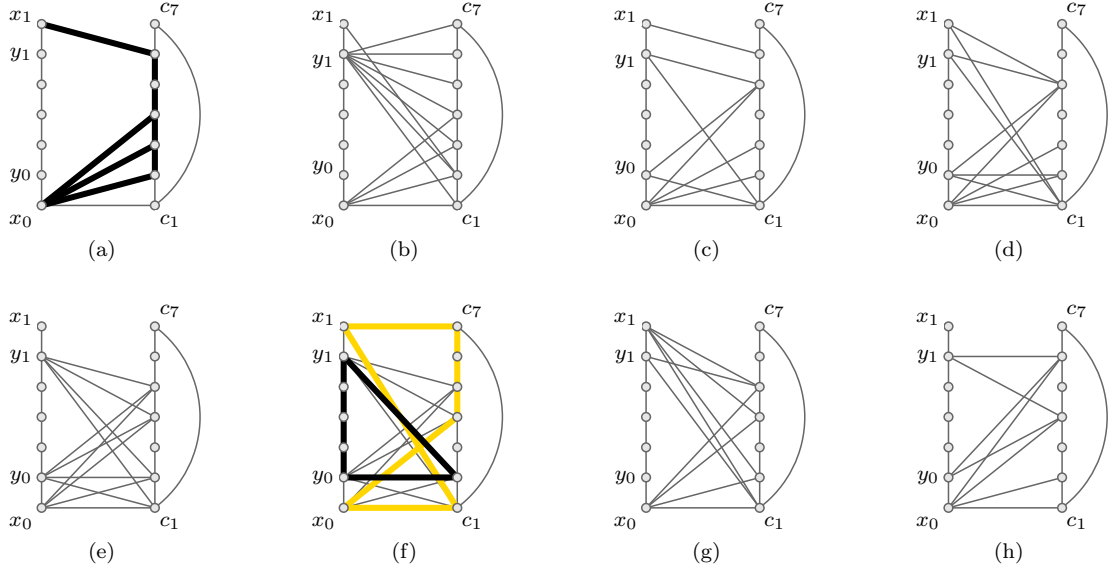 x₁ c₇ x₁ c₇ x₁ c₇ x₁ c₇
y₁ y₁ y₁ y₁
y₀ y₀ y₀ y₀
x₀ c₁ x₀ c₁ x₀ c₁ x₀ c₁
(a) (b) (c) (d)
x₁ c₇ x₁ c₇ x₁ c₇ x₁ c₇
y₁ y₁ y₁ y₁
y₀ y₀ y₀ y₀
x₀ c₁ x₀ c₁ x₀ c₁ x₀ c₁
(e) (f) (g) (h)